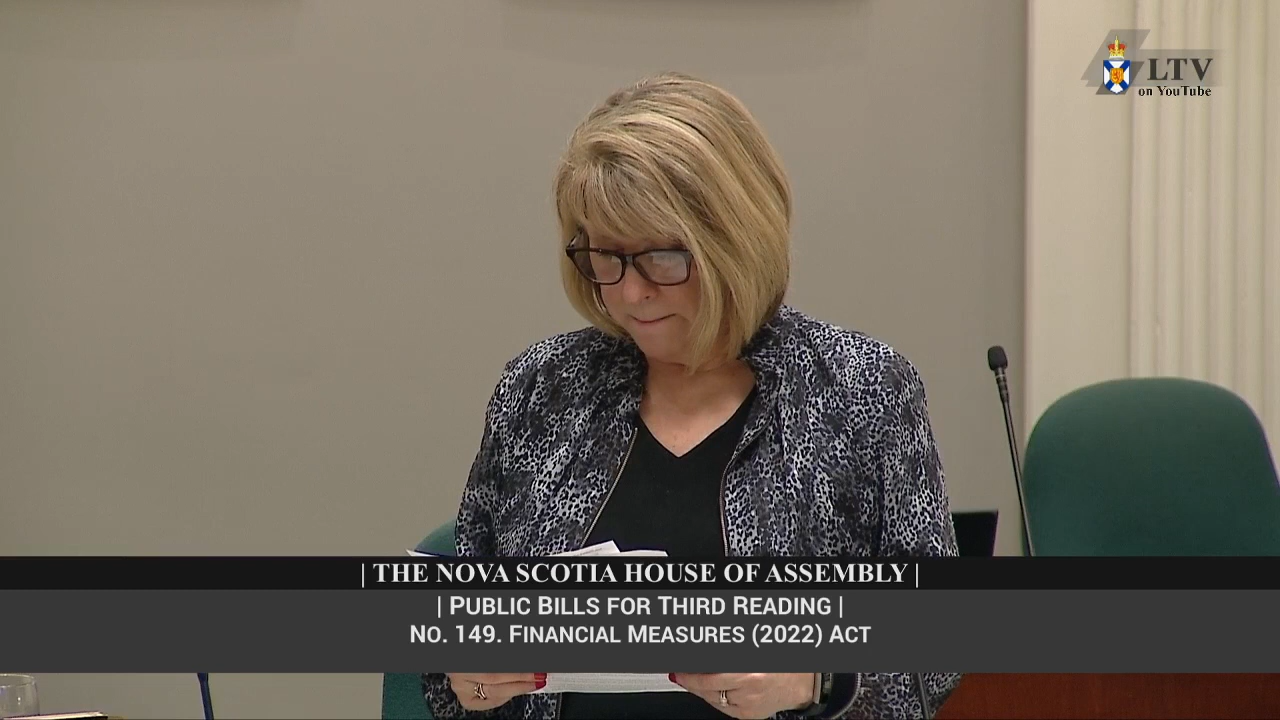 LTV
on YouTube
| THE NOVA SCOTIA HOUSE OF ASSEMBLY |
| PUBLIC BILLS FOR THIRD READING |
NO. 149. FINANCIAL MEASURES (2022) ACT